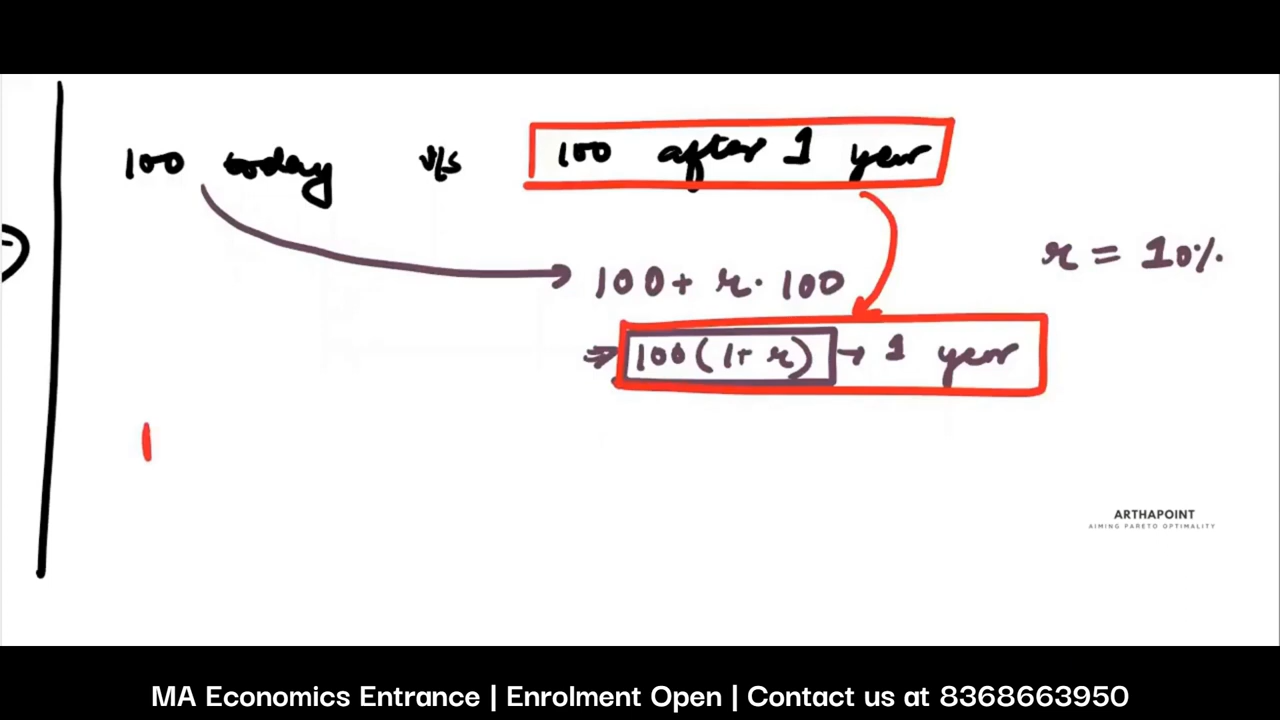 100 today v/s 100 after 1 year
r = 10%
100 + r · 100
⇒ 100(1+ r) → 1 year
ARTHAPOINT
AIMING PARETO OPTIMALITY
MA Economics Entrance | Enrolment Open | Contact us at 8368663950